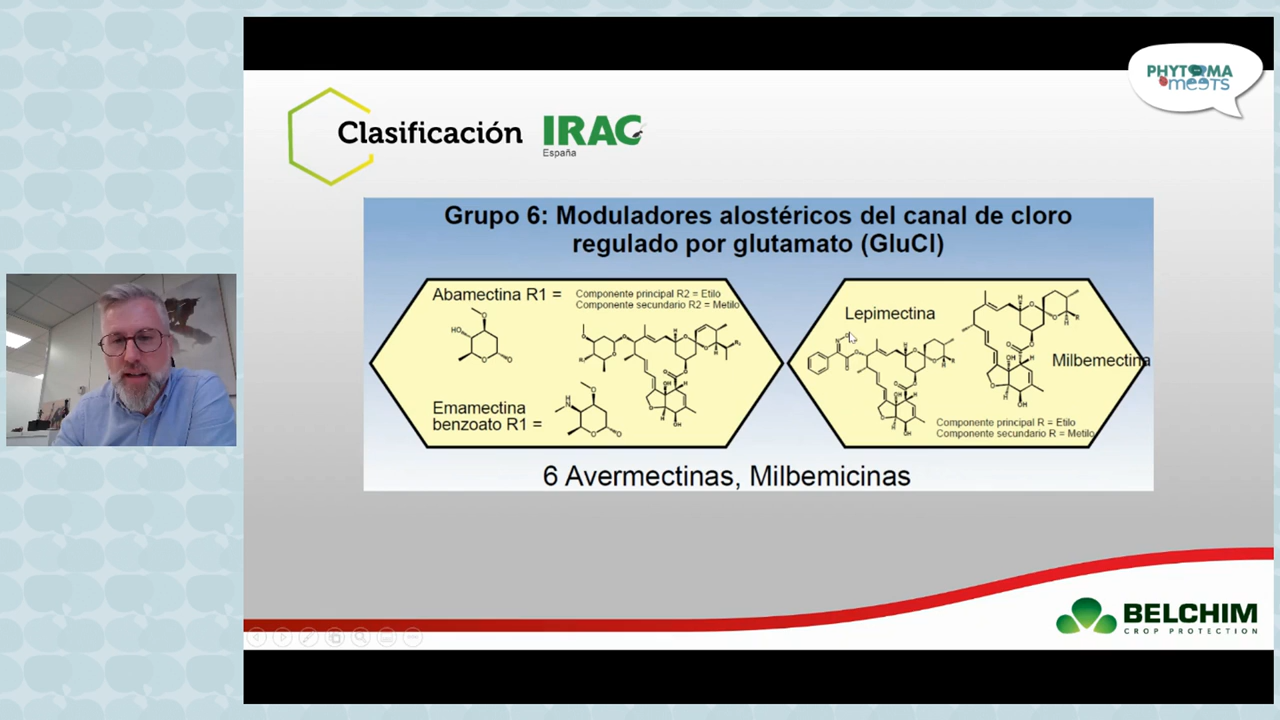 PHYTOMA
meets
Clasificación
IRAC
España
Grupo 6: Moduladores alostéricos del canal de cloro
regulado por glutamato (GluCl)
Abamectina R1 =
Componente principal R2 = Etilo
Componente secundario R2 = Metilo
Emamectina
benzoato R1 =
Lepimectina
Milbemectina
Componente principal R = Etilo
Componente secundario R = Metilo
6 Avermectinas, Milbemicinas
BELCHIM
CROP PROTECTION